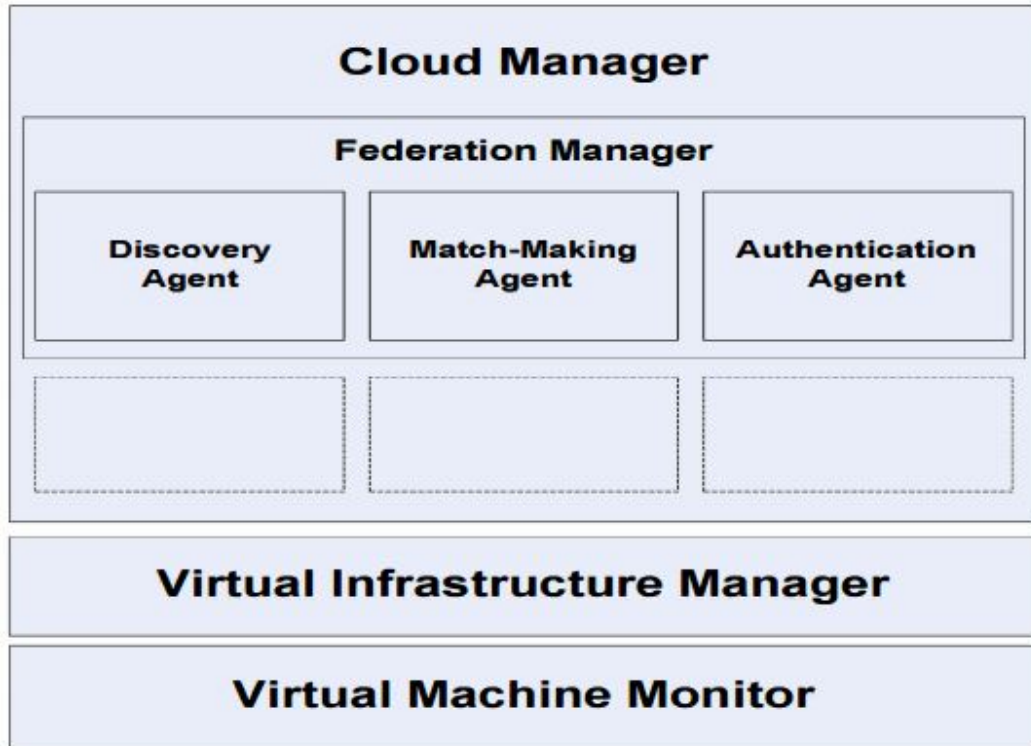 Cloud Manager
Federation Manager
Discovery
Agent
Match-Making
Agent
Authentication
Agent
Virtual Infrastructure Manager
Virtual Machine Monitor